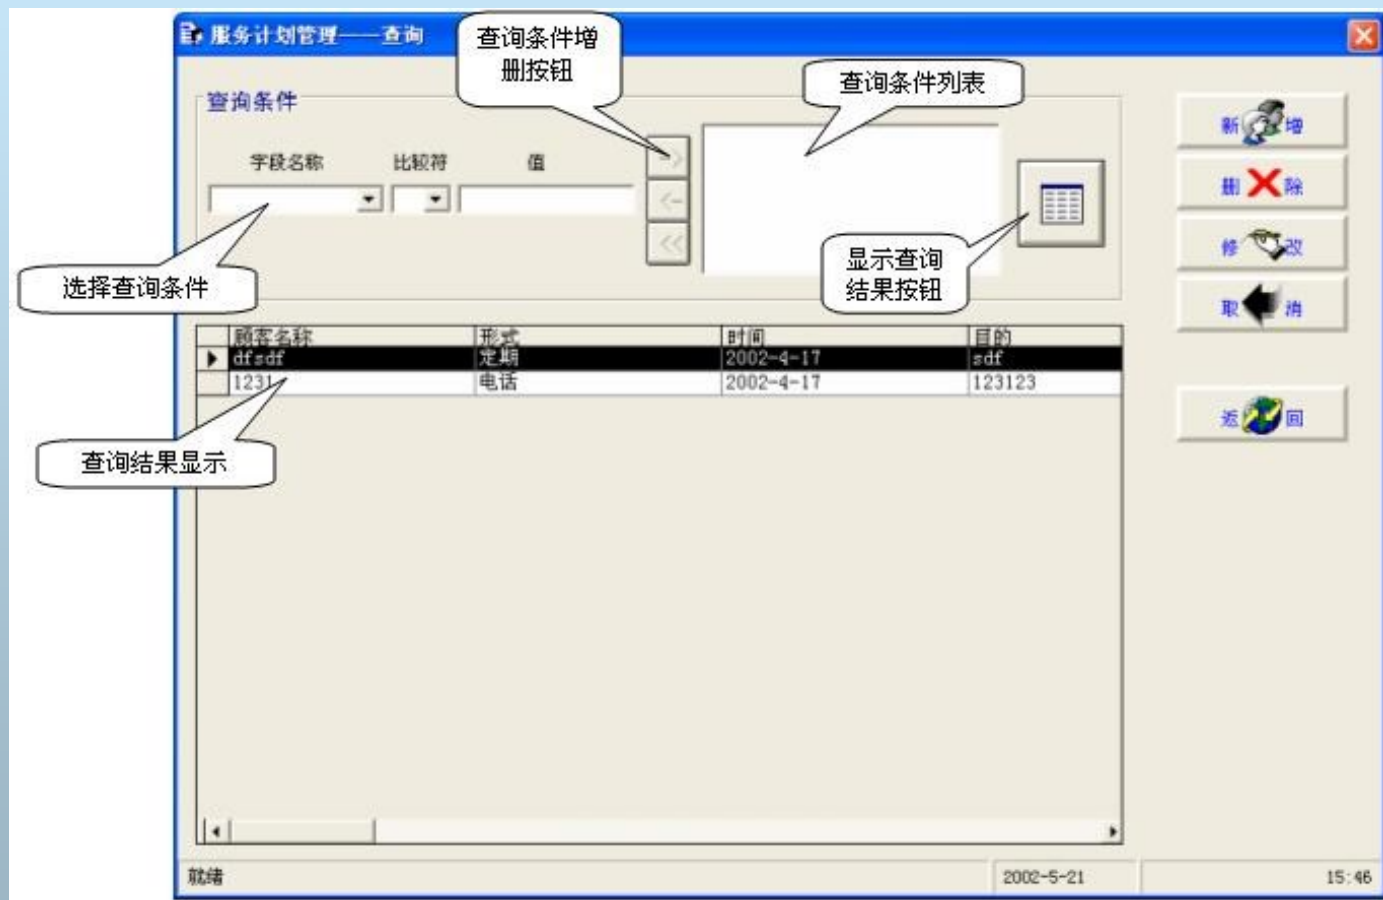 服务计划管理——查询
查询条件增
删按钮
查询条件列表
查询条件
字段名称 比较符 值
->
<-
<<
选择查询条件
显示查询
结果按钮
新增
删除
修改
取消
返回
顾客名称 形式 时间 目的
dfsdf 定期 2002-4-17 sdf
1231 电话 2002-4-17 123123
查询结果显示
就绪 2002-5-21 15:46